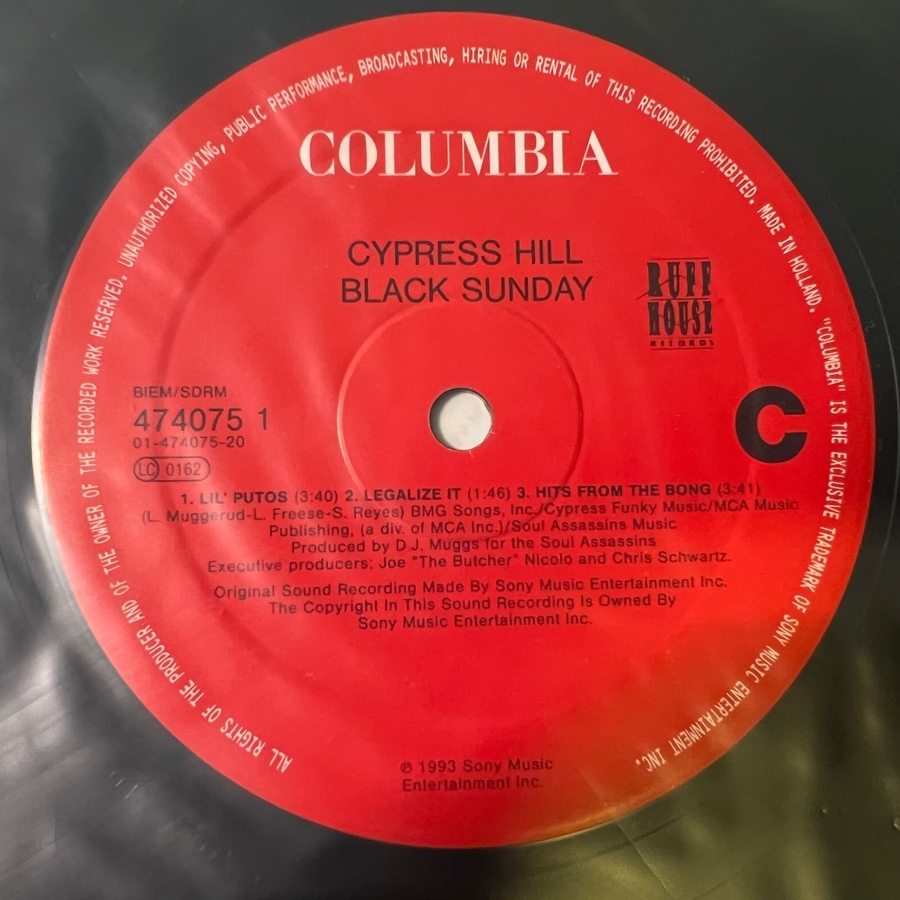 ALL RIGHTS OF THE PRODUCER AND OF THE OWNER OF THE RECORDED WORK RESERVED. UNAUTHORIZED COPYING, PUBLIC PERFORMANCE, BROADCASTING, HIRING OR RENTAL OF THIS RECORDING PROHIBITED. MADE IN HOLLAND. "COLUMBIA" IS THE EXCLUSIVE TRADEMARK OF SONY MUSIC ENTERTAINMENT INC.
COLUMBIA
CYPRESS HILL
BLACK SUNDAY
RUFF
HOUSE
RECORDS
BIEM/SDRM
474075 1
01-474075-20
LC 0162
C
1. LIL' PUTOS (3:40) 2. LEGALIZE IT (1:46) 3. HITS FROM THE BONG (3:41)
(L. Muggerud-L. Freese-S. Reyes) BMG Songs, Inc./Cypress Funky Music/MCA Music
Publishing, (a div. of MCA Inc.)/Soul Assassins Music
Produced by D.J. Muggs for the Soul Assassins
Executive producers: Joe "The Butcher" Nicolo and Chris Schwartz.
Original Sound Recording Made By Sony Music Entertainment Inc.
The Copyright In This Sound Recording Is Owned By
Sony Music Entertainment Inc.
℗ 1993 Sony Music
Entertainment Inc.